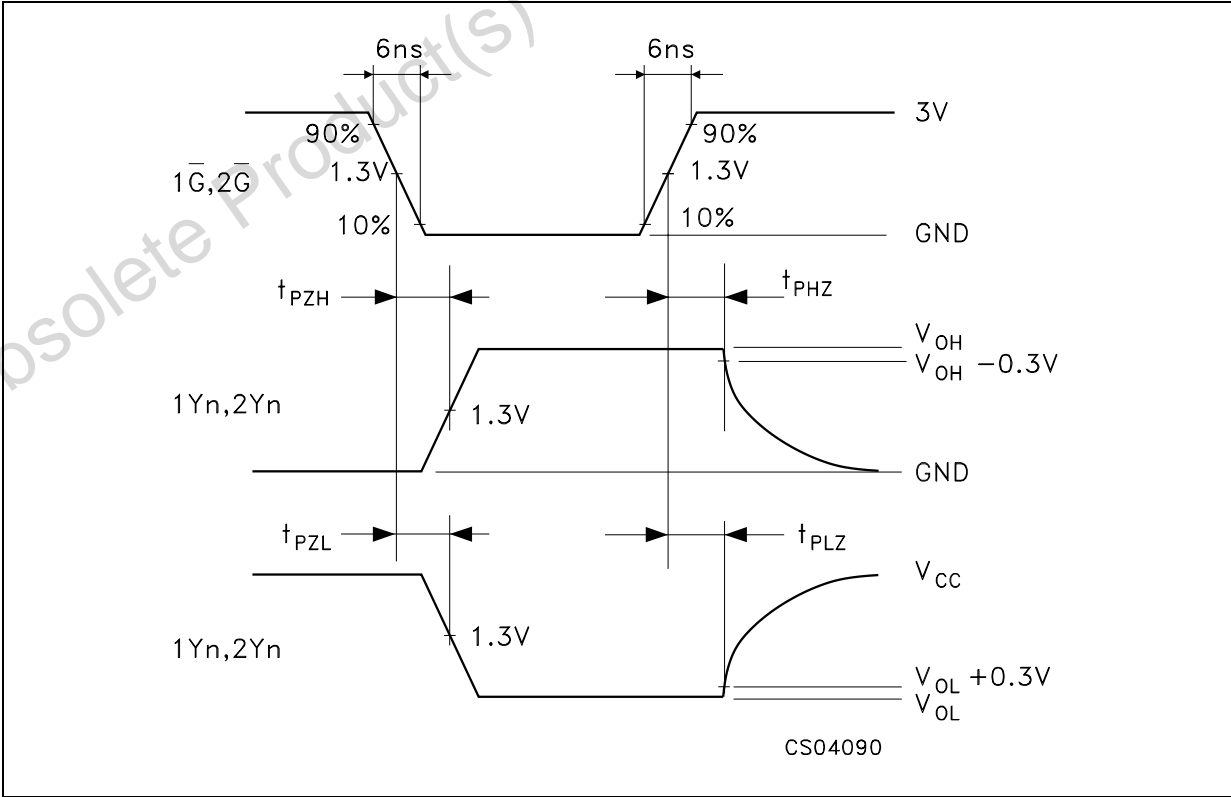 6ns 6ns
3V
90% 90%
1G̅,2G̅ 1.3V 1.3V
10% 10%
GND
tPZH tPHZ
VOH
VOH −0.3V
1Yn,2Yn 1.3V
GND
tPZL tPLZ
VCC
1Yn,2Yn 1.3V
VOL +0.3V
VOL
CS04090
bsolete Product(s)